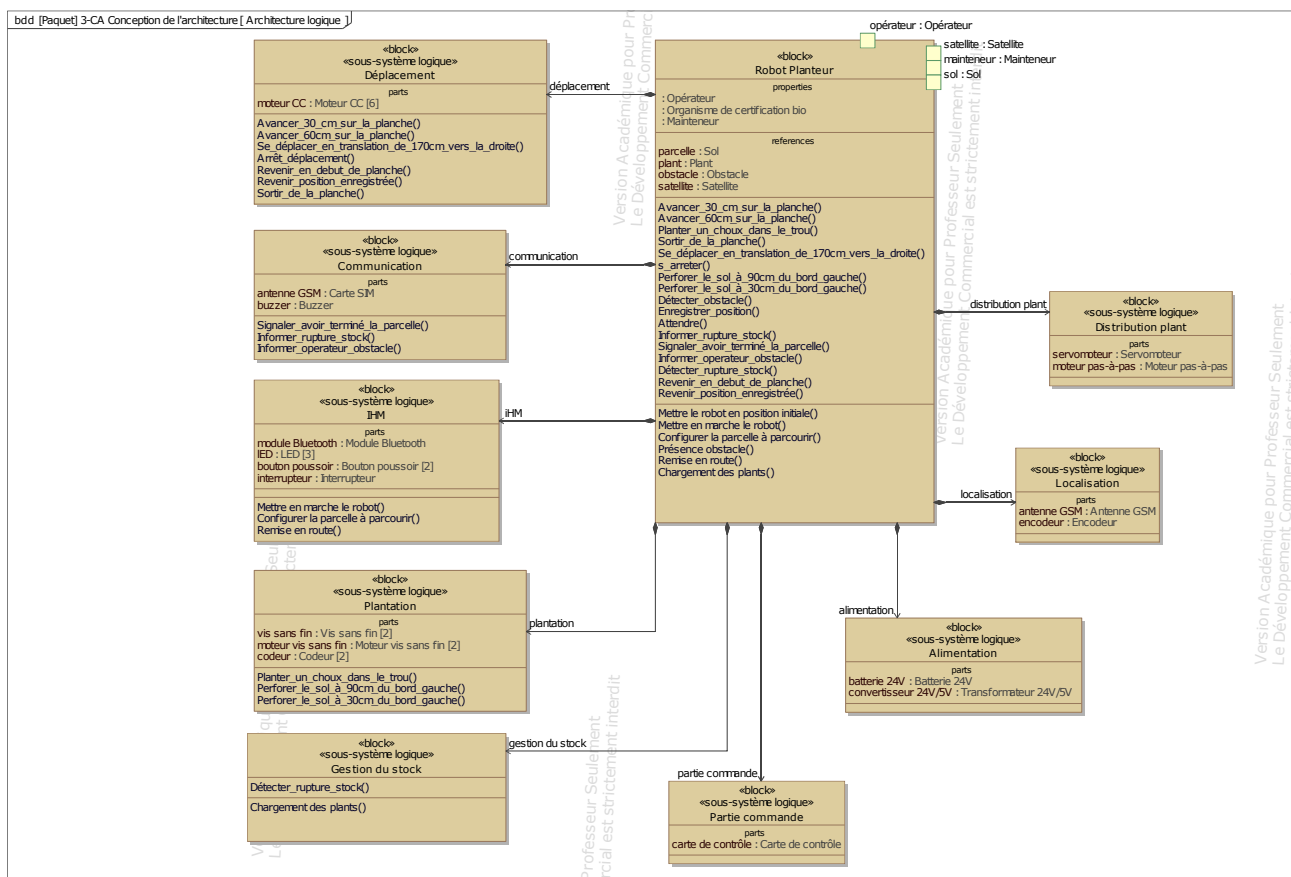 bdd [Paquet] 3-CA Conception de l'architecture [ Architecture logique ]
opérateur : Opérateur
satellite : Satellite
mainteneur : Mainteneur
sol : Sol
«block»
«sous-système logique»
Déplacement
parts
moteur CC : Moteur CC [6]
Avancer_30_cm_sur_la_planche()
Avancer_60cm_sur_la_planche()
Se_déplacer_en_translation_de_170cm_vers_la_droite()
Arrêt_déplacement()
Revenir_en_debut_de_planche()
Revenir_position_enregistrée()
Sortir_de_la_planche()
déplacement
«block»
Robot Planteur
properties
: Opérateur
: Organisme de certification bio
: Mainteneur
references
parcelle : Sol
plant : Plant
obstacle : Obstacle
satellite : Satellite
Avancer_30_cm_sur_la_planche()
Avancer_60cm_sur_la_planche()
Planter_un_choux_dans_le_trou()
Sortir_de_la_planche()
Se_déplacer_en_translation_de_170cm_vers_la_droite()
s_arreter()
Perforer_le_sol_à_90cm_du_bord_gauche()
Perforer_le_sol_à_30cm_du_bord_gauche()
Détecter_obstacle()
Enregistrer_position()
Attendre()
Informer_rupture_stock()
Signaler_avoir_terminé_la_parcelle()
Informer_operateur_obstacle()
Détecter_rupture_stock()
Revenir_en_debut_de_planche()
Revenir_position_enregistrée()
Mettre le robot en position initiale()
Mettre en marche le robot()
Configurer la parcelle à parcourir()
Présence obstacle()
Remise en route()
Chargement des plants()
«block»
«sous-système logique»
Communication
parts
antenne GSM : Carte SIM
buzzer : Buzzer
Signaler_avoir_terminé_la_parcelle()
Informer_rupture_stock()
Informer_operateur_obstacle()
communication
«block»
«sous-système logique»
Distribution plant
parts
servomoteur : Servomoteur
moteur pas-à-pas : Moteur pas-à-pas
distribution plant
«block»
«sous-système logique»
IHM
parts
module Bluetooth : Module Bluetooth
lED : LED [3]
bouton poussoir : Bouton poussoir [2]
interrupteur : Interrupteur
Mettre en marche le robot()
Configurer la parcelle à parcourir()
Remise en route()
iHM
«block»
«sous-système logique»
Localisation
parts
antenne GSM : Antenne GSM
encodeur : Encodeur
localisation
«block»
«sous-système logique»
Plantation
parts
vis sans fin : Vis sans fin [2]
moteur vis sans fin : Moteur vis sans fin [2]
codeur : Codeur [2]
Planter_un_choux_dans_le_trou()
Perforer_le_sol_à_90cm_du_bord_gauche()
Perforer_le_sol_à_30cm_du_bord_gauche()
plantation
alimentation
«block»
«sous-système logique»
Alimentation
parts
batterie 24V : Batterie 24V
convertisseur 24V/5V : Transformateur 24V/5V
«block»
«sous-système logique»
Gestion du stock
Détecter_rupture_stock()
Chargement des plants()
gestion du stock
partie commande
«block»
«sous-système logique»
Partie commande
parts
carte de contrôle : Carte de contrôle
Version Académique pour Professeur Seulement
Le Développement Commercial est strictement interdit